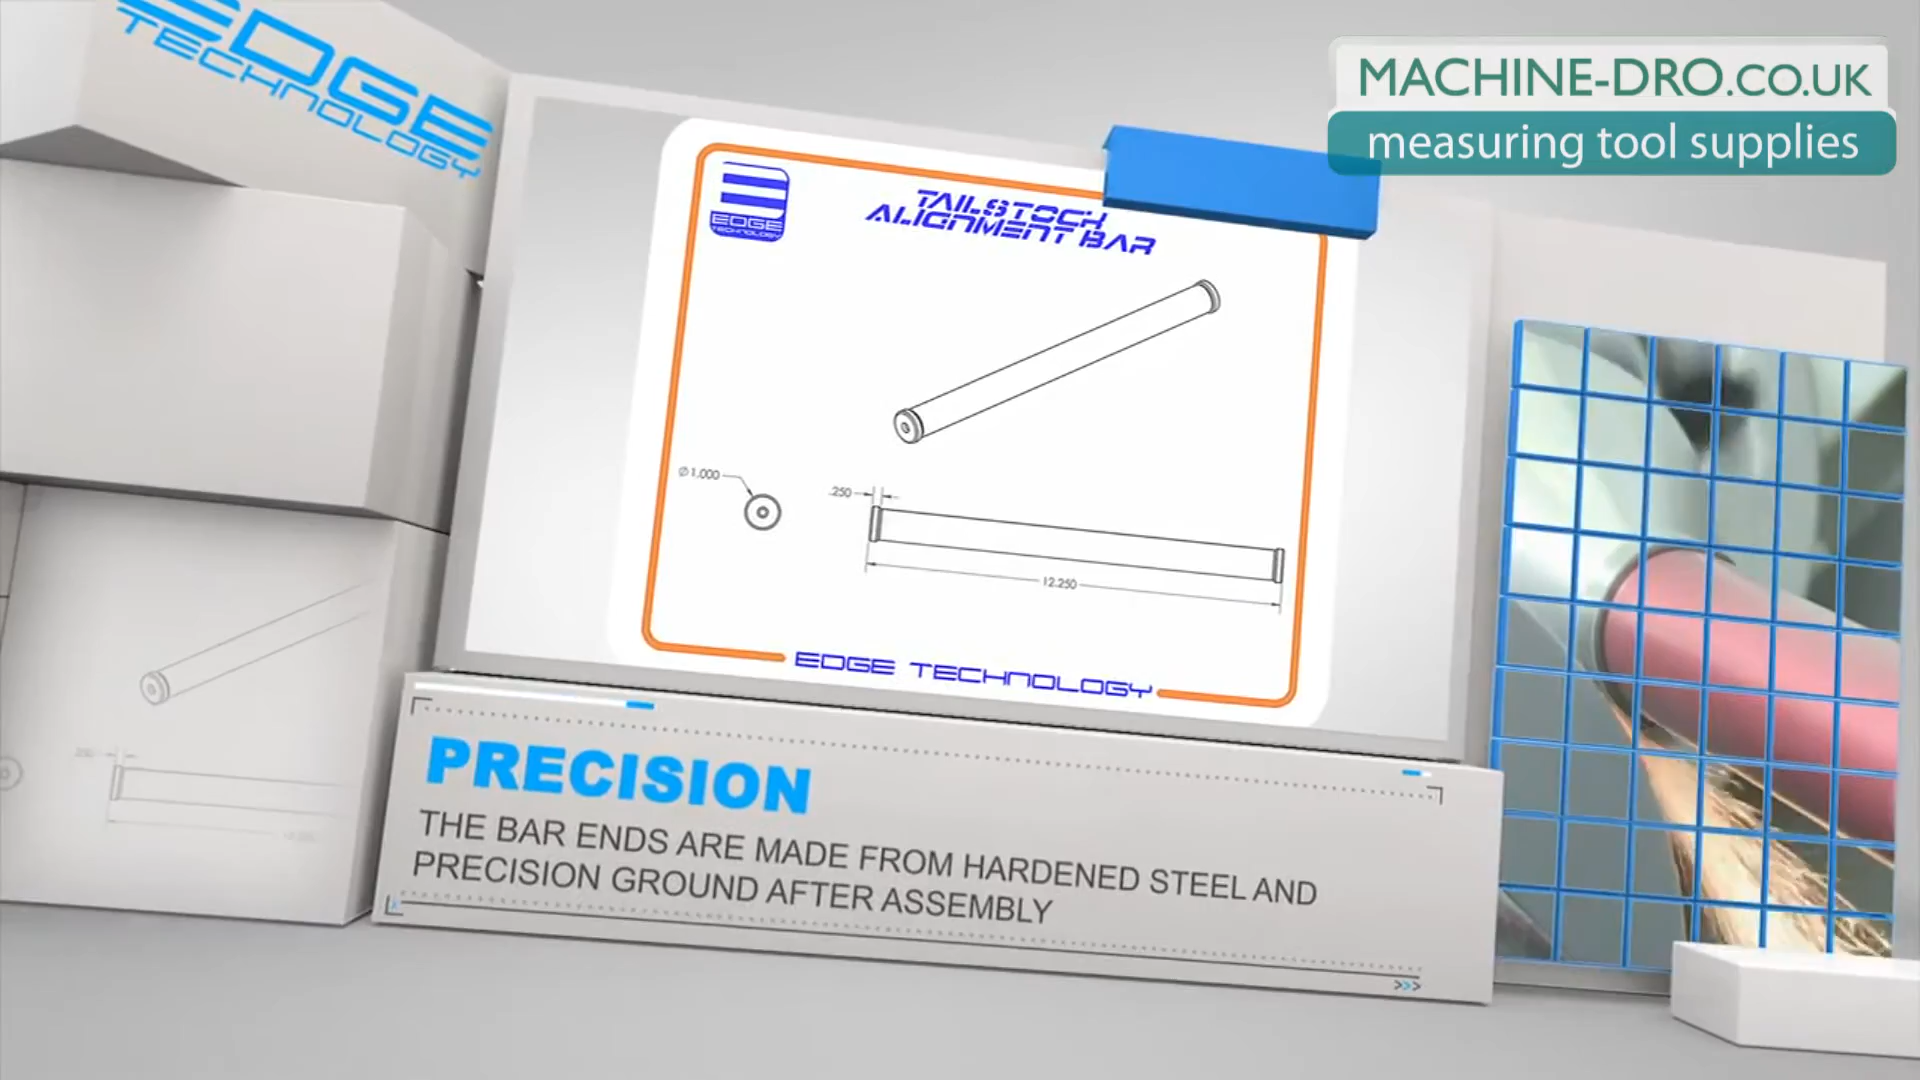 EDGE
TECHNOLOGY
MACHINE-DRO.CO.UK
measuring tool supplies
EDGE
TECHNOLOGY
TAILSTOCK
ALIGNMENT BAR
Ø1.000
.250
12.250
EDGE TECHNOLOGY
PRECISION
THE BAR ENDS ARE MADE FROM HARDENED STEEL AND
PRECISION GROUND AFTER ASSEMBLY
>>>